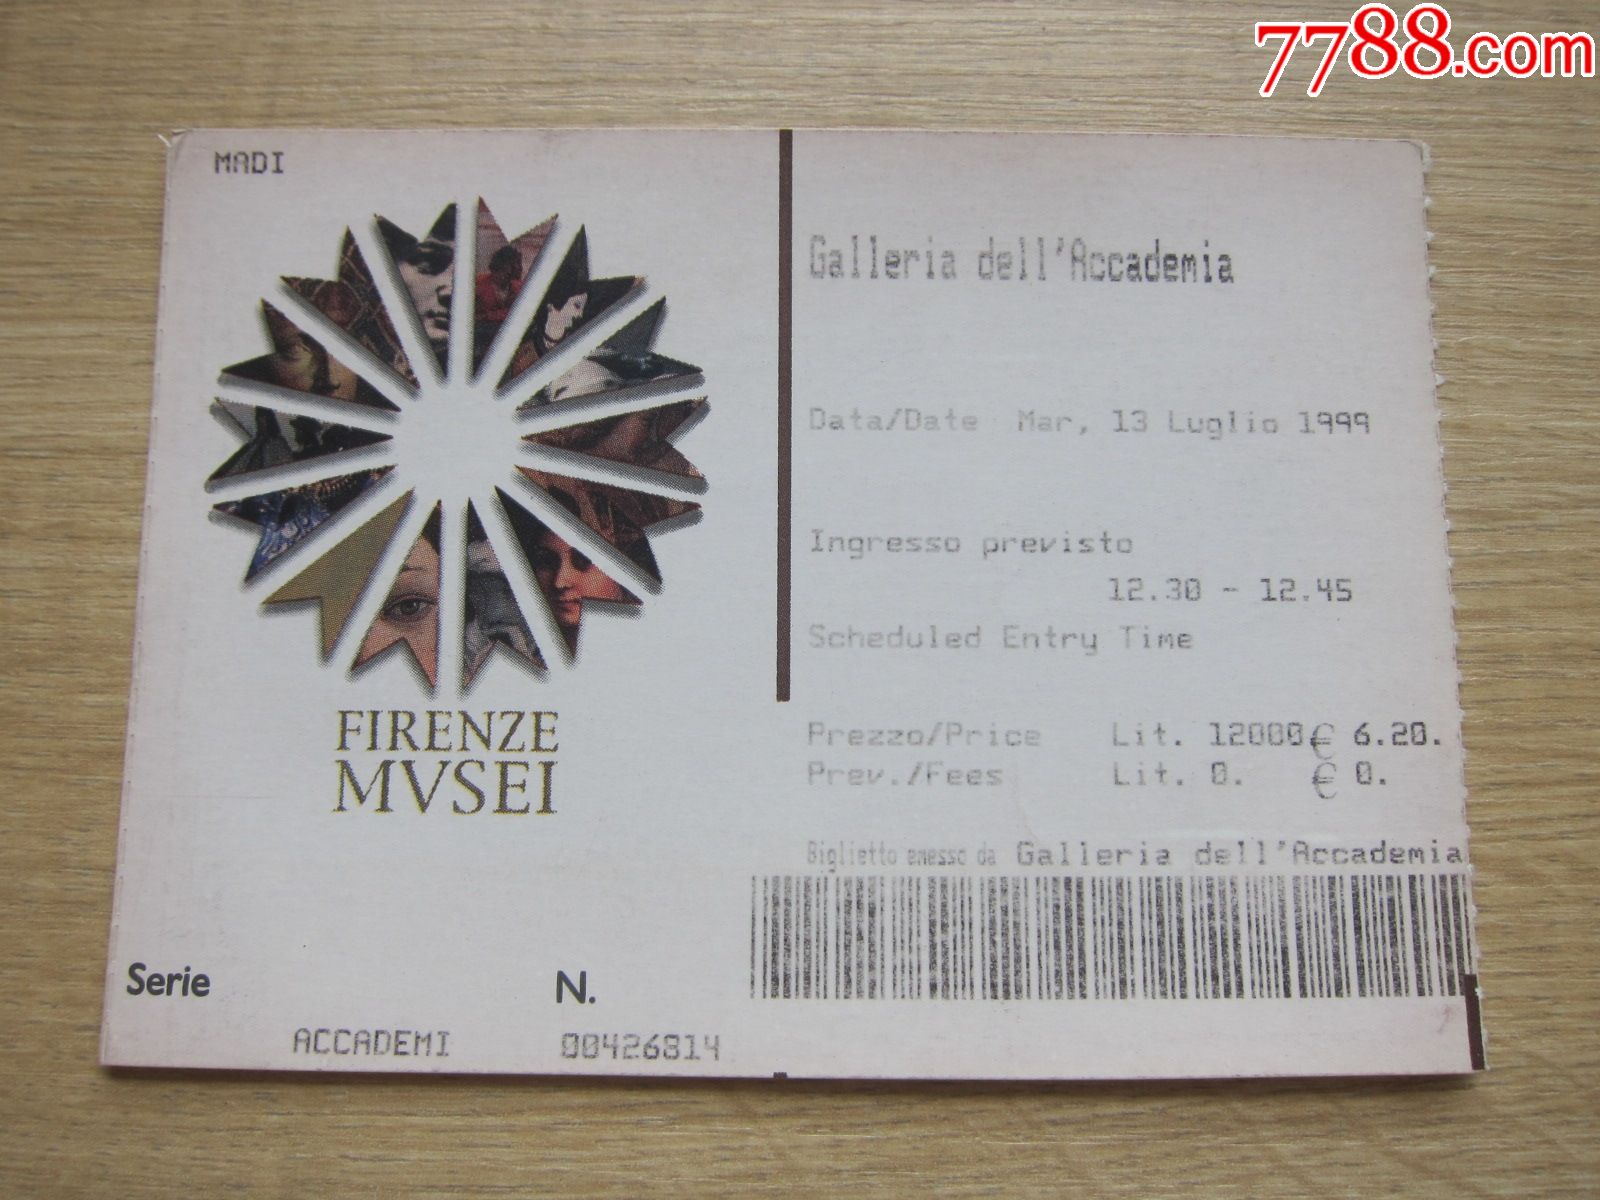 7788.com
MADI
FIRENZE
MVSEI
Serie
N.
ACCADEMI
00426814
Galleria dell'Accademia
Data/Date Mar, 13 Luglio 1999
Ingresso previsto
12.30 - 12.45
Scheduled Entry Time
Prezzo/Price Lit. 12000 € 6.20.
Prev./Fees Lit. 0. € 0.
Biglietto emesso da Galleria dell'Accademia